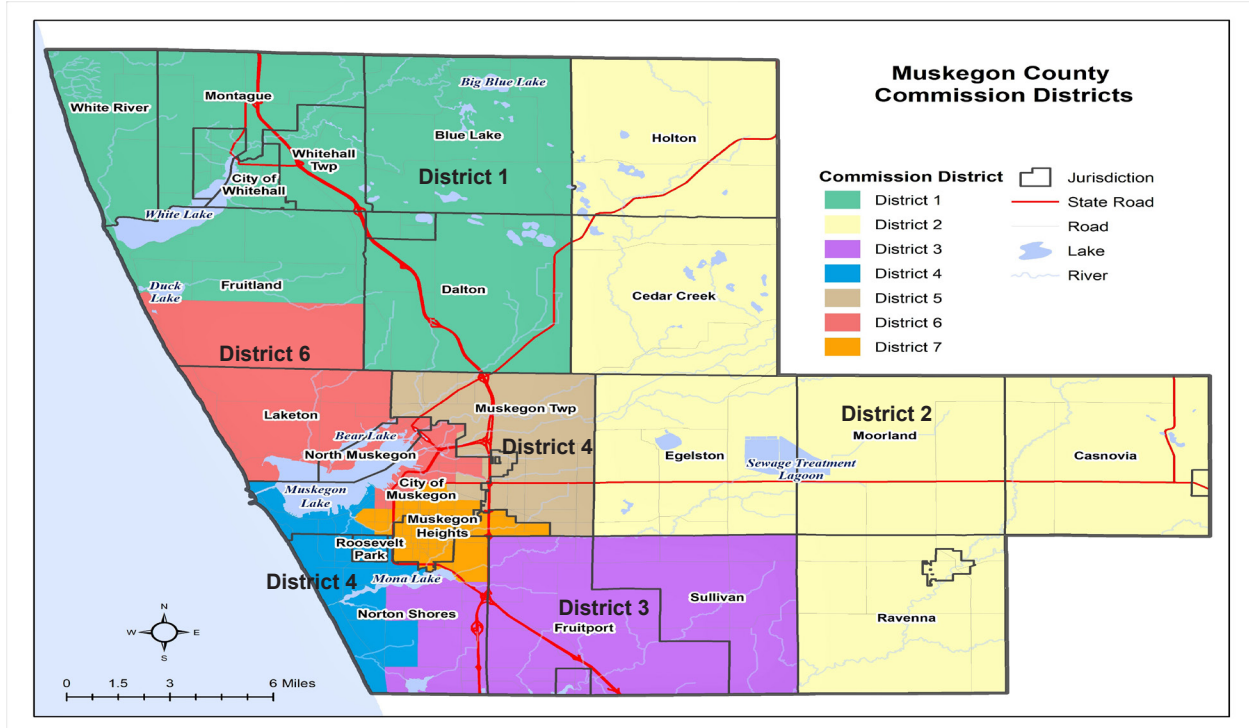 Muskegon County
Commission Districts
Commission District
District 1
District 2
District 3
District 4
District 5
District 6
District 7
Jurisdiction
State Road
Road
Lake
River
White River
Montague
Big Blue Lake
Blue Lake
Holton
Whitehall
Twp
City of
Whitehall
District 1
White Lake
Duck
Lake
Fruitland
Dalton
Cedar Creek
District 6
Laketon
Muskegon Twp
District 4
District 2
Moorland
Bear Lake
North Muskegon
Egelston
Sewage Treatment
Lagoon
Casnovia
Muskegon
Lake
City of
Muskegon
Muskegon
Heights
Roosevelt
Park
District 4
Mona Lake
Norton Shores
District 3
Fruitport
Sullivan
Ravenna
N
W
E
S
0 1.5 3 6 Miles